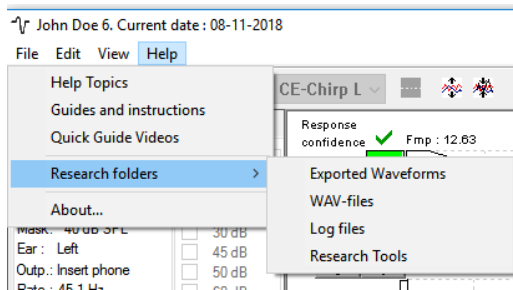 John Doe 6. Current date : 08-11-2018
File Edit View Help
Help Topics
Guides and instructions
Quick Guide Videos
Research folders
About...
CE-Chirp L
Response
confidence Fmp : 12.63
Exported Waveforms
WAV-files
Log files
Research Tools
Mask: 40 dB SPL
30 dB
Ear : Left
45 dB
Outp.: Insert phone
50 dB
Rate : 45.1 Hz
60 dB